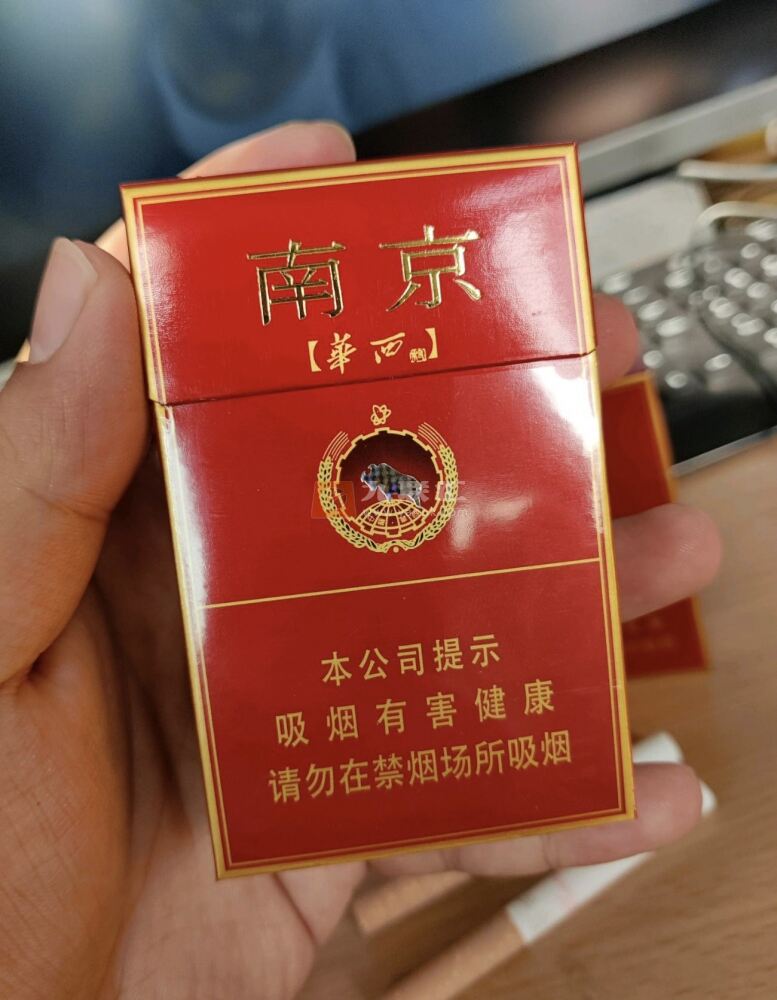 南京
【華西村】
本公司提示
吸烟有害健康
请勿在禁烟场所吸烟